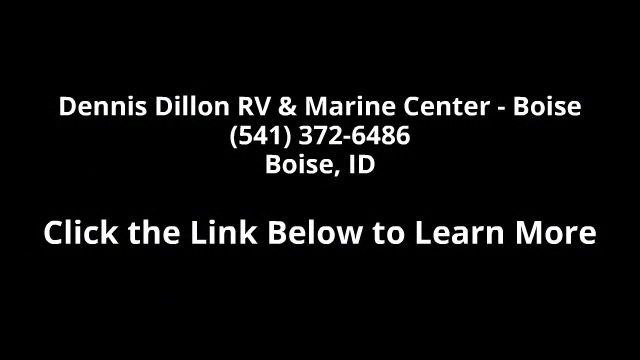 Dennis Dillon RV & Marine Center - Boise
(541) 372-6486
Boise, ID
Click the Link Below to Learn More